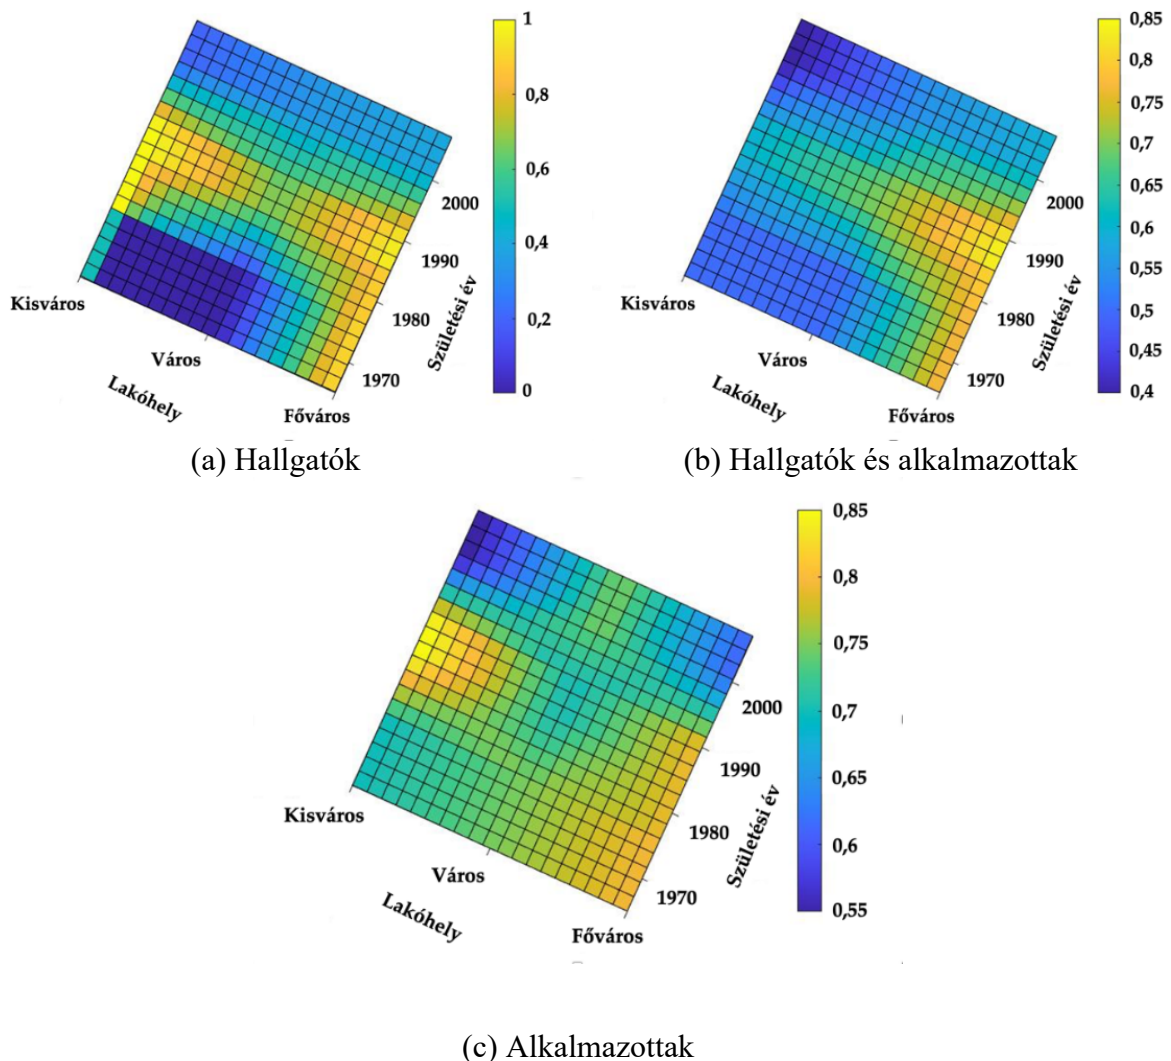 1
0,8
0,6
0,4
0,2
0
2000
1990
1980
1970
Születési év
Kisváros
Város
Főváros
Lakóhely
(a) Hallgatók
0,85
0,8
0,75
0,7
0,65
0,6
0,55
0,5
0,45
0,4
2000
1990
1980
1970
Születési év
Kisváros
Város
Főváros
Lakóhely
(b) Hallgatók és alkalmazottak
0,85
0,8
0,75
0,7
0,65
0,6
0,55
2000
1990
1980
1970
Születési év
Kisváros
Város
Főváros
Lakóhely
(c) Alkalmazottak